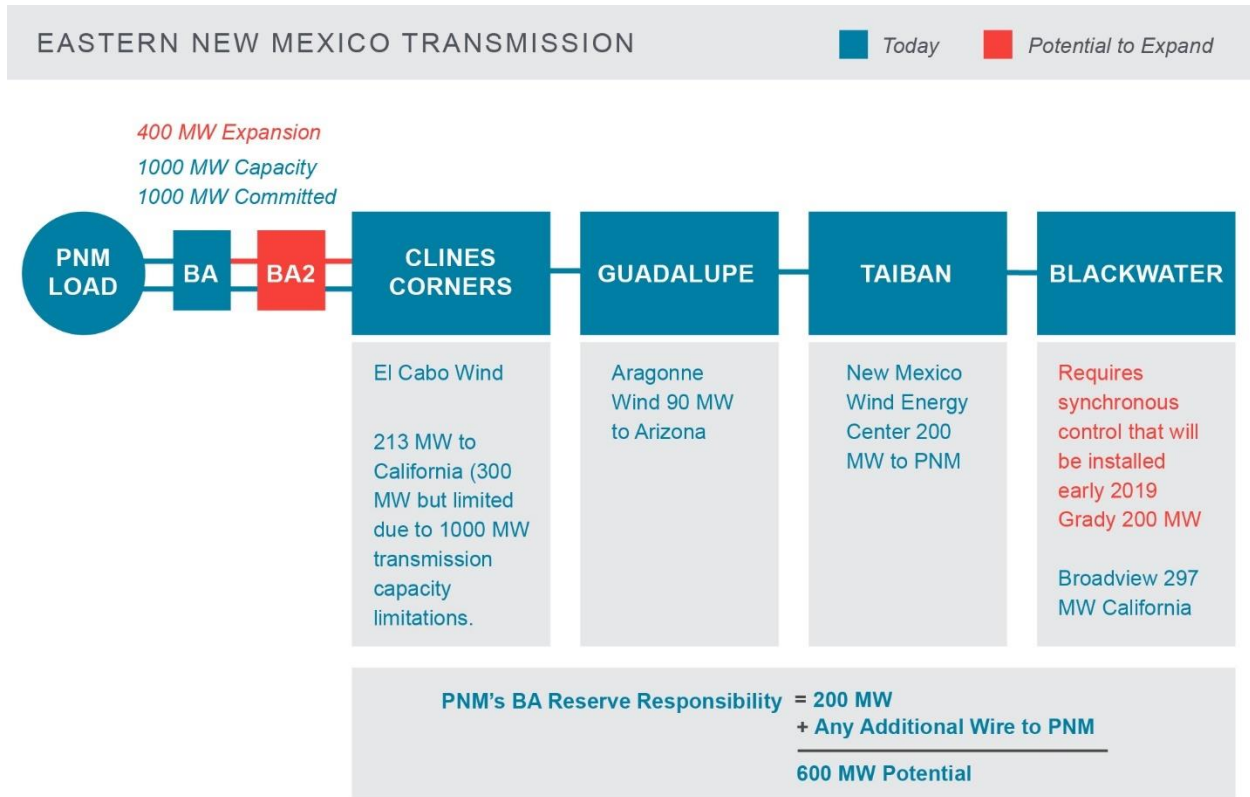 EASTERN NEW MEXICO TRANSMISSION
Today
Potential to Expand
400 MW Expansion
1000 MW Capacity
1000 MW Committed
PNM
LOAD
BA
BA2
CLINES
CORNERS
GUADALUPE
TAIBAN
BLACKWATER
El Cabo Wind
213 MW to
California (300
MW but limited
due to 1000 MW
transmission
capacity
limitations.
Aragonne
Wind 90 MW
to Arizona
New Mexico
Wind Energy
Center 200
MW to PNM
Requires
synchronous
control that will
be installed
early 2019
Grady 200 MW
Broadview 297
MW California
PNM’s BA Reserve Responsibility = 200 MW
+ Any Additional Wire to PNM
600 MW Potential